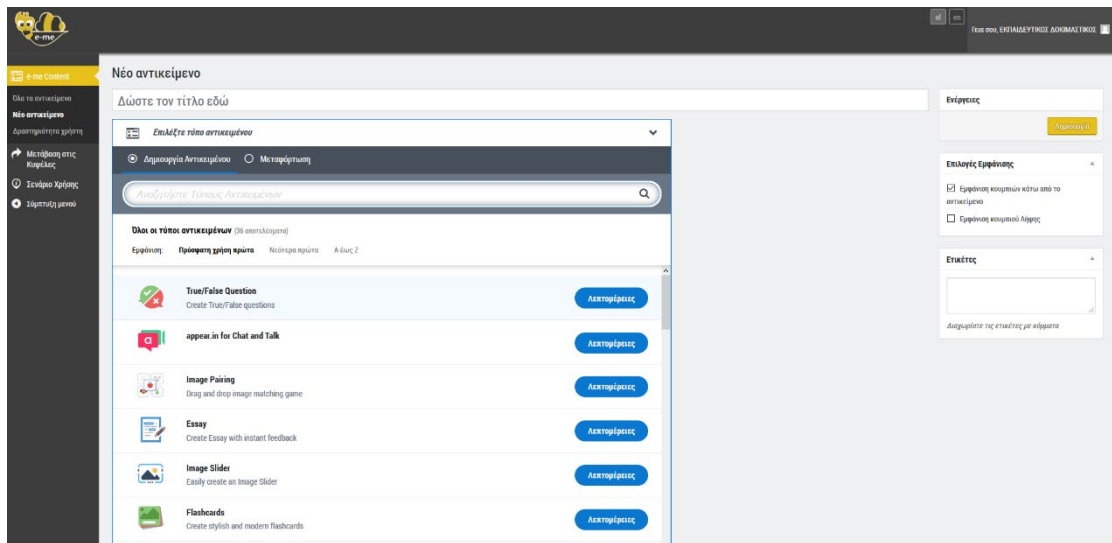 e-me
el en
Γεια σου, ΕΚΠΑΙΔΕΥΤΙΚΟΣ ΔΟΚΙΜΑΣΤΙΚΟΣ
e-me Content
Όλα τα αντικείμενα
Νέο αντικείμενο
Δραστηριότητα χρήστη
Μετάβαση στις
Κυψέλες
Σενάριο Χρήσης
Σύμπτυξη μενού
Νέο αντικείμενο
Δώστε τον τίτλο εδώ
Επιλέξτε τύπο αντικειμένου
Δημιουργία Αντικειμένου Μεταφόρτωση
Αναζητήστε Τύπους Αντικειμένων
Όλοι οι τύποι αντικειμένων (36 αποτελέσματα)
Εμφάνιση: Πρόσφατη χρήση πρώτα Νεότερα πρώτα Α έως Ζ
True/False Question
Create True/False questions
Λεπτομέρειες
appear.in for Chat and Talk
Λεπτομέρειες
Image Pairing
Drag and drop image matching game
Λεπτομέρειες
Essay
Create Essay with instant feedback
Λεπτομέρειες
Image Slider
Easily create an Image Slider
Λεπτομέρειες
Flashcards
Create stylish and modern flashcards
Λεπτομέρειες
Ενέργειες
Δημιουργία
Επιλογές Εμφάνισης
Εμφάνιση κουμπιών κάτω από το
αντικείμενο
Εμφάνιση κουμπιού Λήψης
Ετικέτες
Διαχωρίστε τις ετικέτες με κόμματα